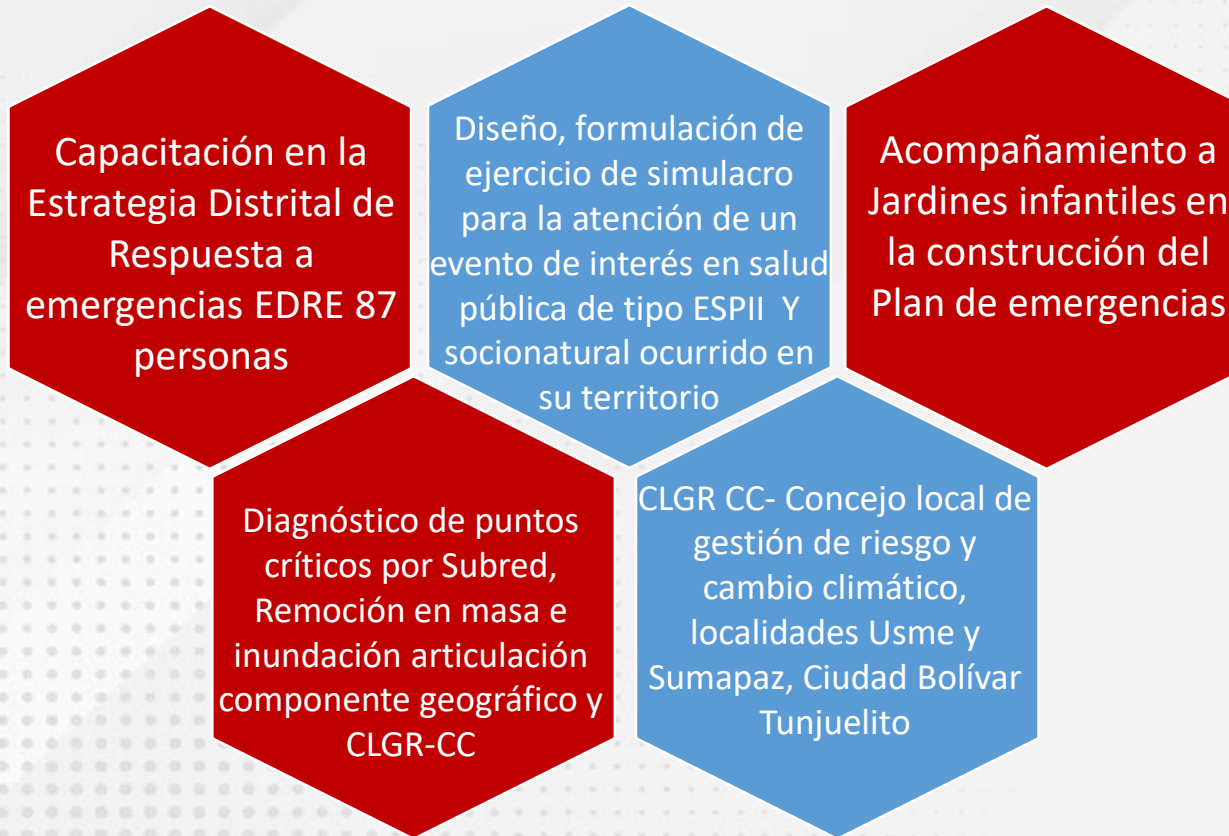 Capacitación en la
Estrategia Distrital de
Respuesta a
emergencias EDRE 87
personas
Diseño, formulación de
ejercicio de simulacro
para la atención de un
evento de interés en salud
pública de tipo ESPII Y
socionatural ocurrido en
su territorio
Acompañamiento a
Jardines infantiles en
la construcción del
Plan de emergencias
Diagnóstico de puntos
críticos por Subred,
Remoción en masa e
inundación articulación
componente geográfico y
CLGR-CC
CLGR CC- Concejo local de
gestión de riesgo y
cambio climático,
localidades Usme y
Sumapaz, Ciudad Bolívar
Tunjuelito